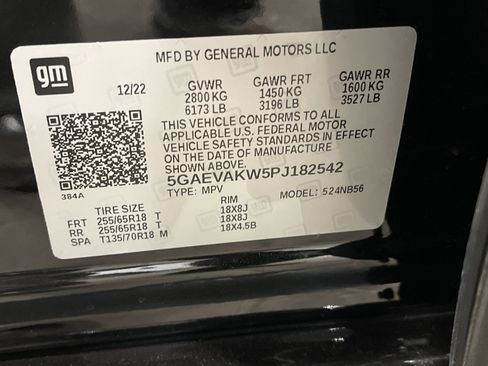 gm
MFD BY GENERAL MOTORS LLC
12/22 GVWR GAWR FRT GAWR RR
2800 KG 1450 KG 1600 KG
6173 LB 3196 LB 3527 LB
THIS VEHICLE CONFORMS TO ALL
APPLICABLE U.S. FEDERAL MOTOR
VEHICLE SAFETY STANDARDS IN EFFECT
ON THE DATE OF MANUFACTURE
SHOWN ABOVE.
5GAEVAKW5PJ182542
384A TYPE: MPV MODEL: 524NB56
TIRE SIZE RIM
FRT 255/65R18 T 18X8J
RR 255/65R18 T 18X8J
SPA T135/70R18 M 18X4.5B